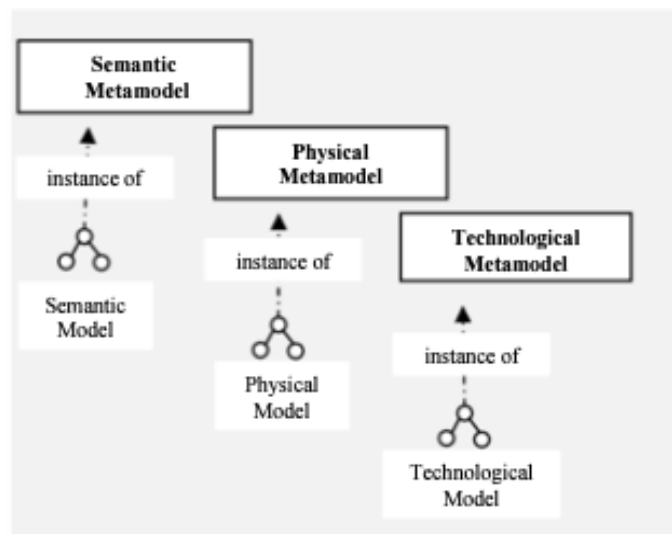 Semantic
Metamodel
instance of
Semantic
Model
Physical
Metamodel
instance of
Physical
Model
Technological
Metamodel
instance of
Technological
Model